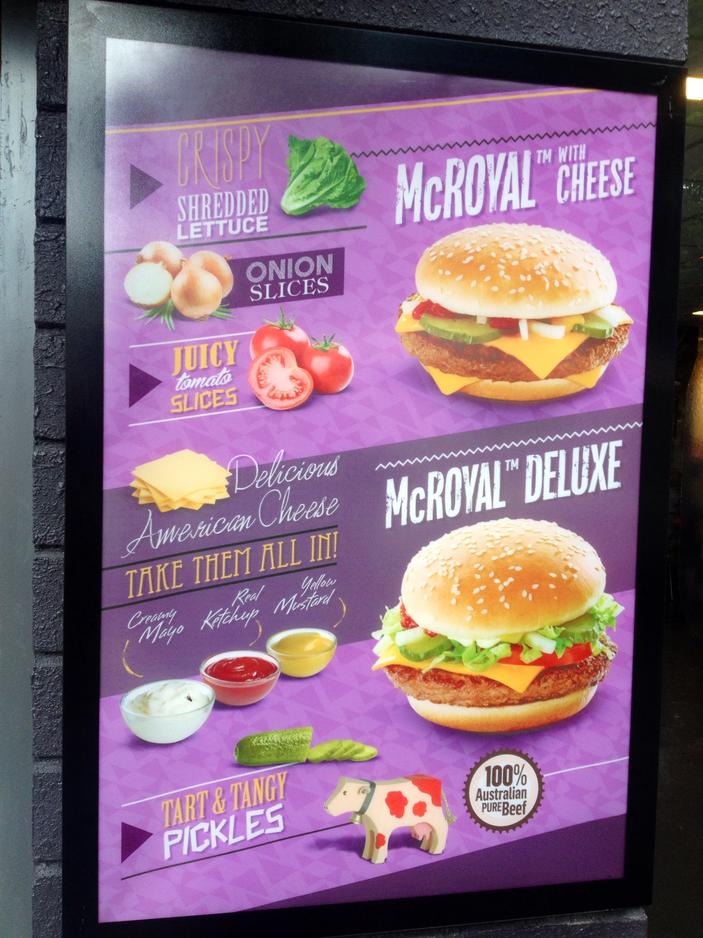 CRISPY
SHREDDED
LETTUCE
McROYAL™ WITH CHEESE
ONION
SLICES
JUICY
tomato
SLICES
Delicious
American Cheese
TAKE THEM ALL IN!
McROYAL™ DELUXE
Creamy
Mayo
Real
Ketchup
Yellow
Mustard
TART & TANGY
PICKLES
100%
Australian
PURE Beef